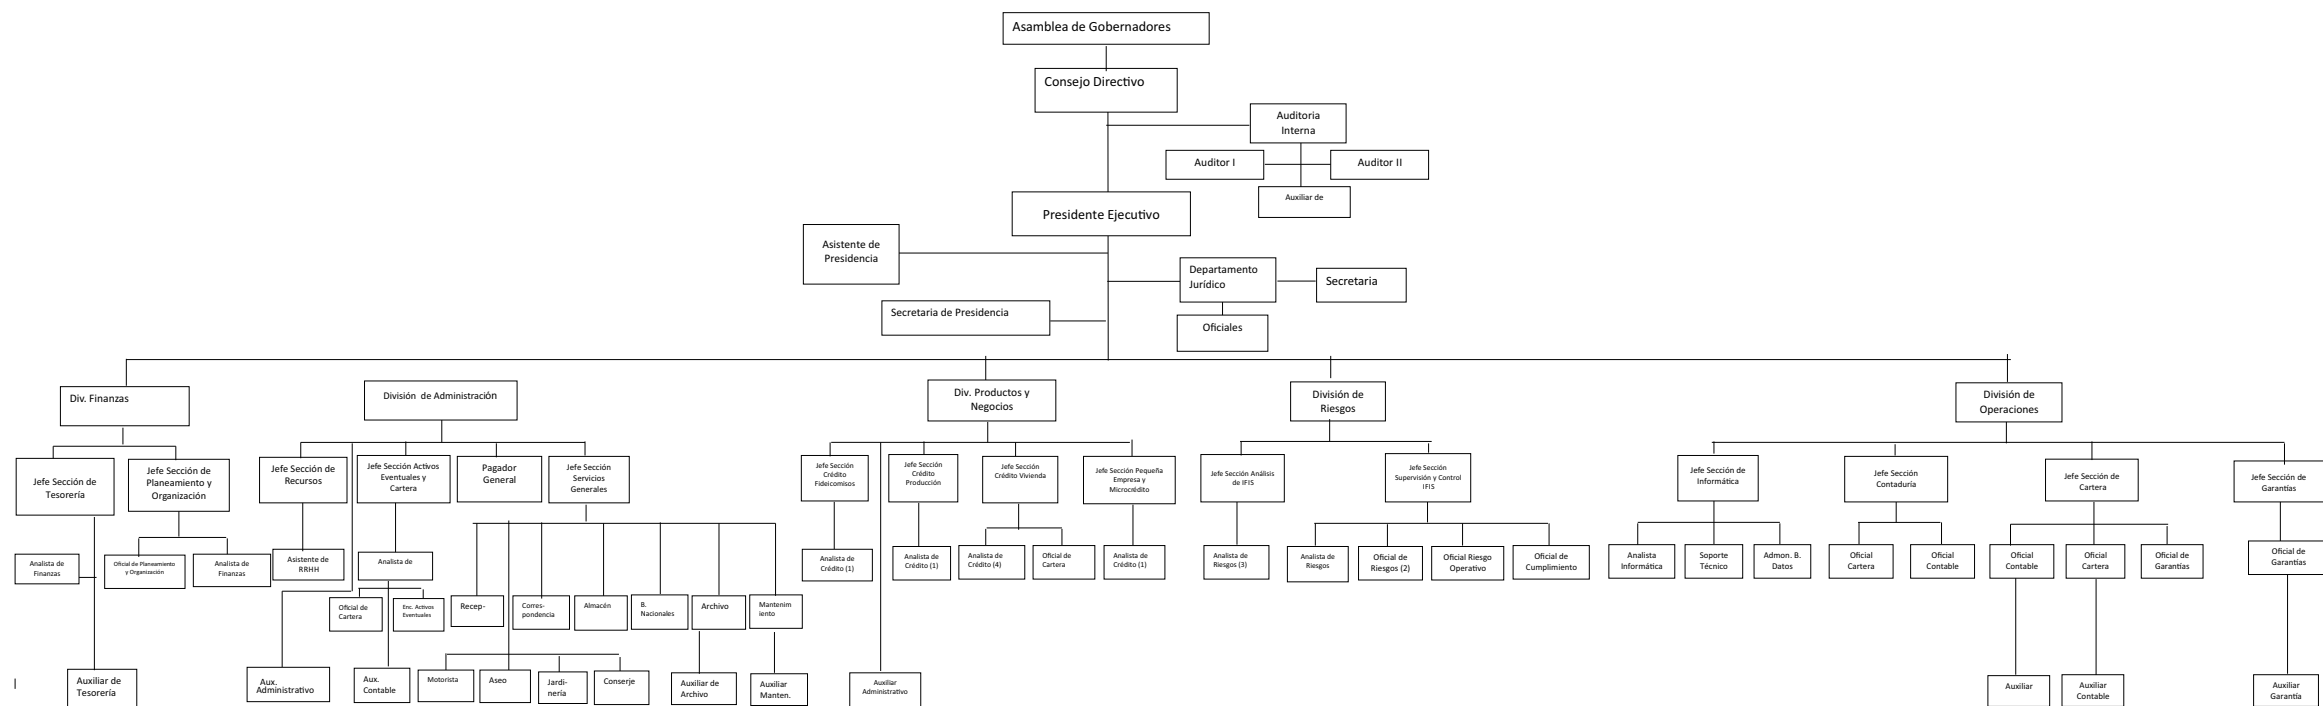 Asamblea de Gobernadores
Consejo Directivo
Auditoria
Interna
Auditor I
Auditor II
Auxiliar de
Presidente Ejecutivo
Asistente de
Presidencia
Departamento
Jurídico
Secretaria
Secretaria de Presidencia
Oficiales
Div. Finanzas
División de Administración
Div. Productos y
Negocios
División de
Riesgos
División de
Operaciones
Jefe Sección de
Tesorería
Jefe Sección de
Planeamiento y
Organización
Jefe Sección de
Recursos
Jefe Sección Activos
Eventuales y
Cartera
Pagador
General
Jefe Sección
Servicios
Generales
Jefe Sección
Crédito
Fideicomisos
Jefe Sección
Crédito
Producción
Jefe Sección
Crédito Vivienda
Jefe Sección Pequeña
Empresa y
Microcrédito
Jefe Sección Análisis
de IFIS
Jefe Sección
Supervisión y Control
IFIS
Jefe Sección de
Informática
Jefe Sección
Contaduría
Jefe Sección de
Cartera
Jefe Sección de
Garantías
Analista de
Finanzas
Oficial de Planeamiento
y Organización
Analista de
Finanzas
Asistente de
RRHH
Analista de
Analista de
Crédito (1)
Analista de
Crédito (1)
Analista de
Crédito (4)
Oficial de
Cartera
Analista de
Crédito (1)
Analista de
Riesgos (3)
Analista de
Riesgos
Oficial de
Riesgos (2)
Oficial Riesgo
Operativo
Oficial de
Cumplimiento
Analista
Informática
Soporte
Técnico
Admon. B.
Datos
Oficial
Cartera
Oficial
Contable
Oficial
Contable
Oficial
Cartera
Oficial de
Garantías
Oficial de
Garantías
Oficial de
Cartera
Enc. Activos
Eventuales
Recep-
Corres-
pondencia
Almacén
B.
Nacionales
Archivo
Mantenim
iento
Auxiliar de
Tesorería
Aux.
Administrativo
Aux.
Contable
Motorista
Aseo
Jardi-
nería
Conserje
Auxiliar de
Archivo
Auxiliar
Manten.
Auxiliar
Administrativo
Auxiliar
Auxiliar
Contable
Auxiliar
Garantía